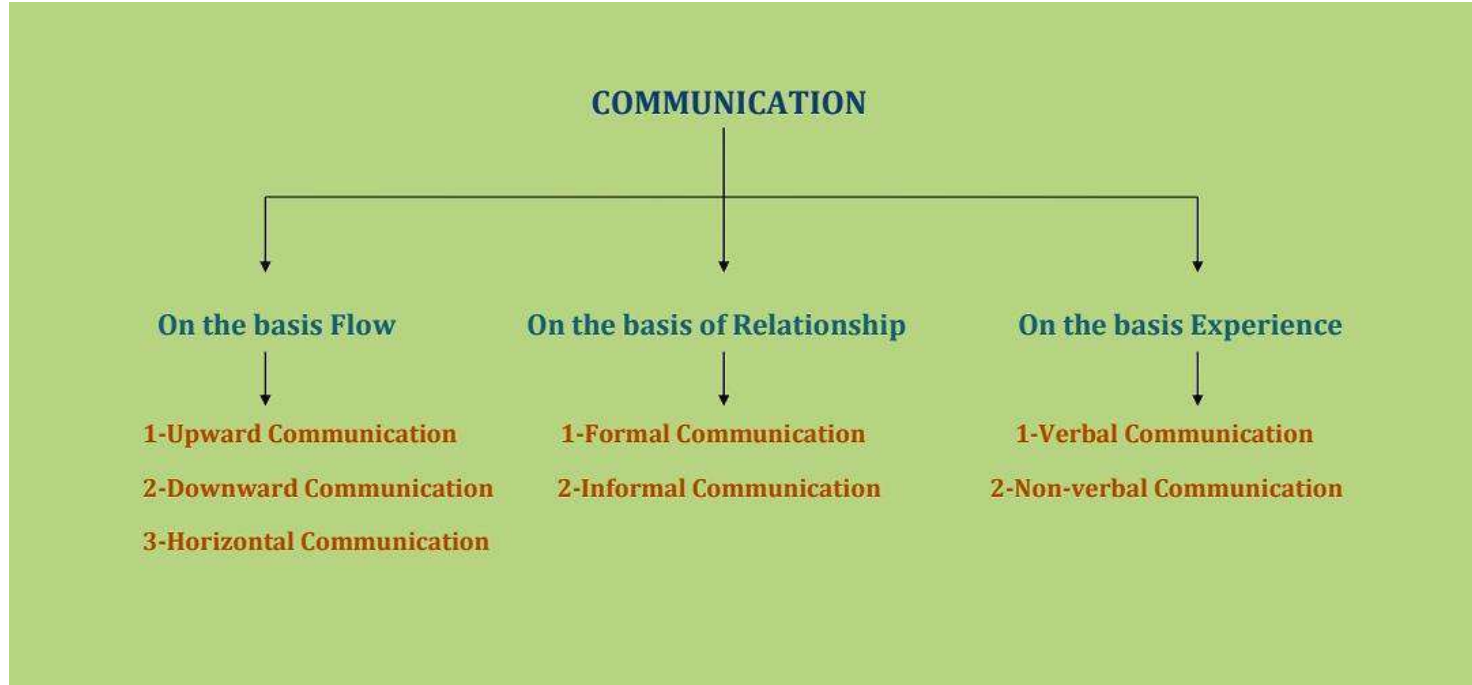 COMMUNICATION
On the basis Flow
1-Upward Communication
2-Downward Communication
3-Horizontal Communication
On the basis of Relationship
1-Formal Communication
2-Informal Communication
On the basis Experience
1-Verbal Communication
2-Non-verbal Communication